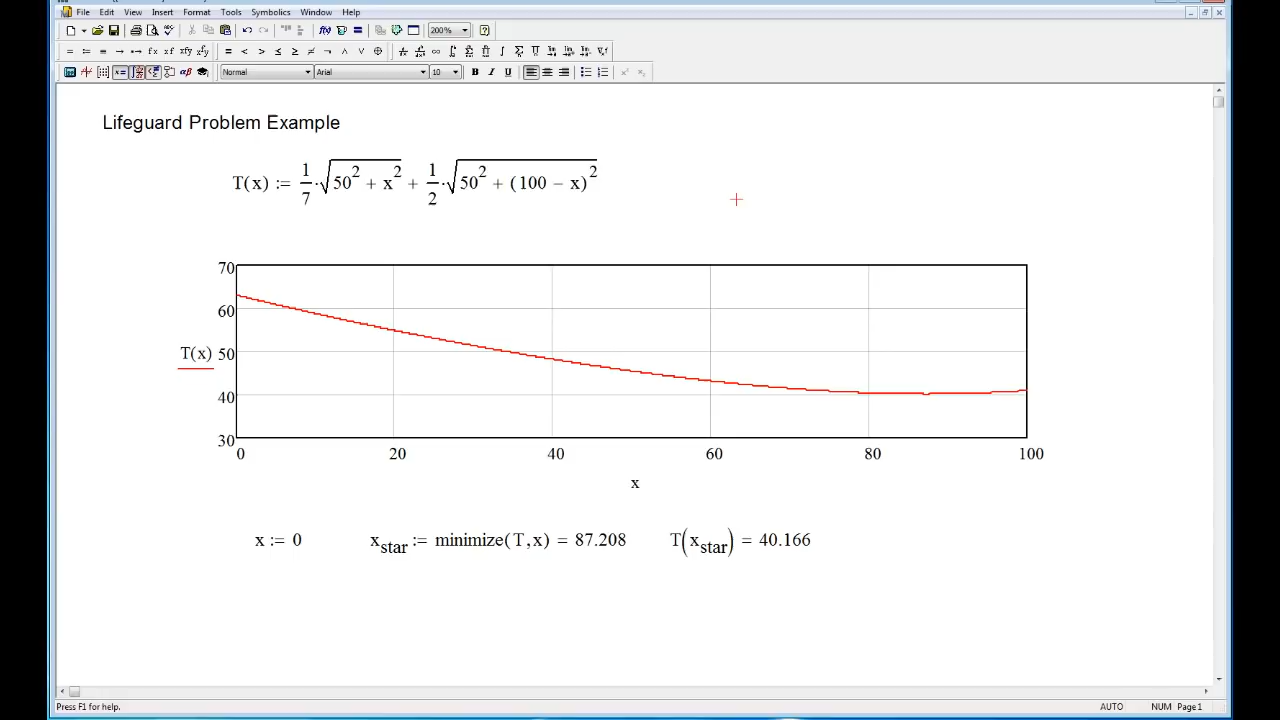 File Edit View Insert Format Tools Symbolics Window Help
200%
Normal Arial 10 B I U
Lifeguard Problem Example
T(x) := 1/7·√(50² + x²) + 1/2·√(50² + (100 − x)²)
70
60
T(x) 50
40
30
0 20 40 60 80 100
x
x := 0 x_star := minimize(T,x) = 87.208 T(x_star) = 40.166
Press F1 for help. AUTO NUM Page 1